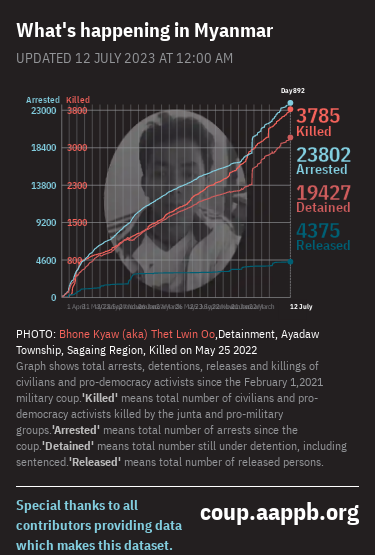 What's happening in Myanmar
UPDATED 12 JULY 2023 AT 12:00 AM
Day892
Arrested Killed
23000 3800
3785
Killed
18400 3000
23802
Arrested
13800 2300
19427
Detained
9200 1500
4375
Released
4600 800
0
12 July
PHOTO: Bhone Kyaw (aka) Thet Lwin Oo,Detainment, Ayadaw
Township, Sagaing Region, Killed on May 25 2022
Graph shows total arrests, detentions, releases and killings of
civilians and pro-democracy activists since the February 1,2021
military coup.'Killed' means total number of civilians and pro-
democracy activists killed by the junta and pro-military
groups.'Arrested' means total number of arrests since the
coup.'Detained' means total number still under detention, including
sentenced.'Released' means total number of released persons.
Special thanks to all
contributors providing data
which makes this dataset.
coup.aappb.org